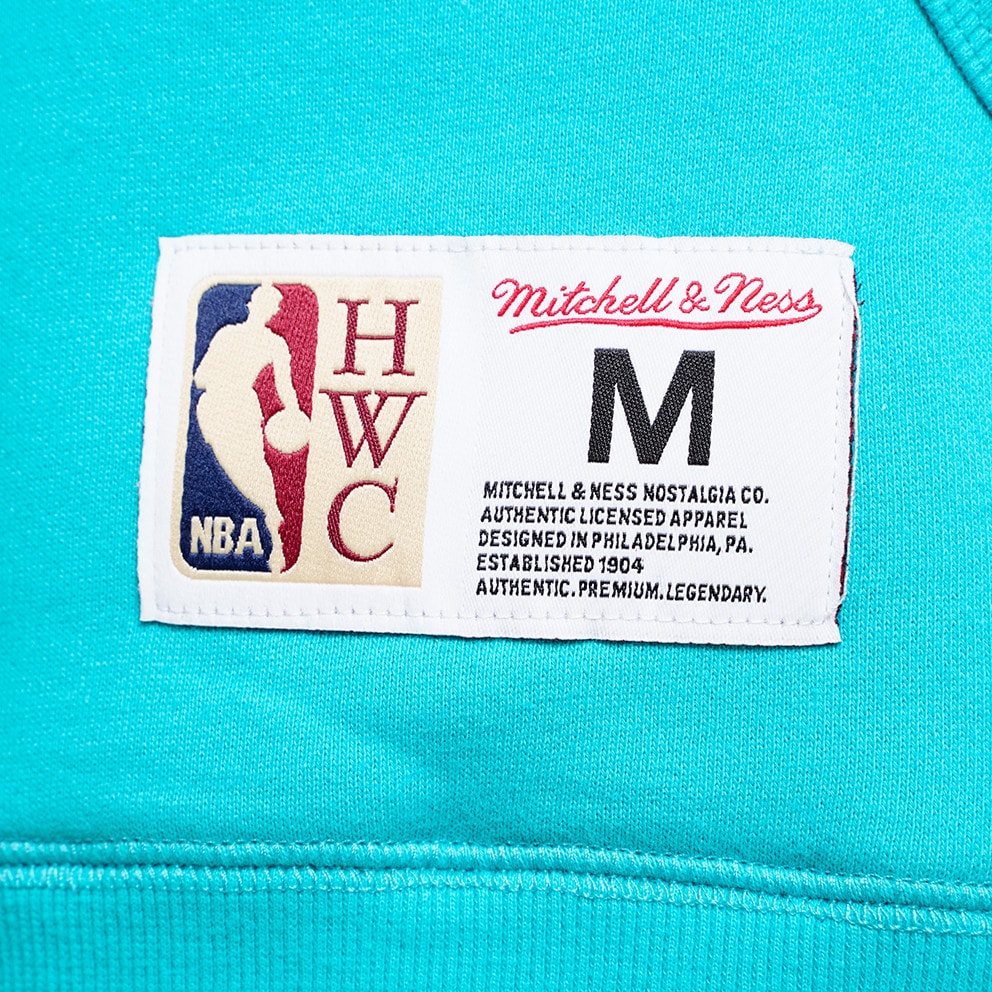 NBA
H
W
C
Mitchell & Ness
M
MITCHELL & NESS NOSTALGIA CO.
AUTHENTIC LICENSED APPAREL
DESIGNED IN PHILADELPHIA, PA.
ESTABLISHED 1904
AUTHENTIC. PREMIUM. LEGENDARY.